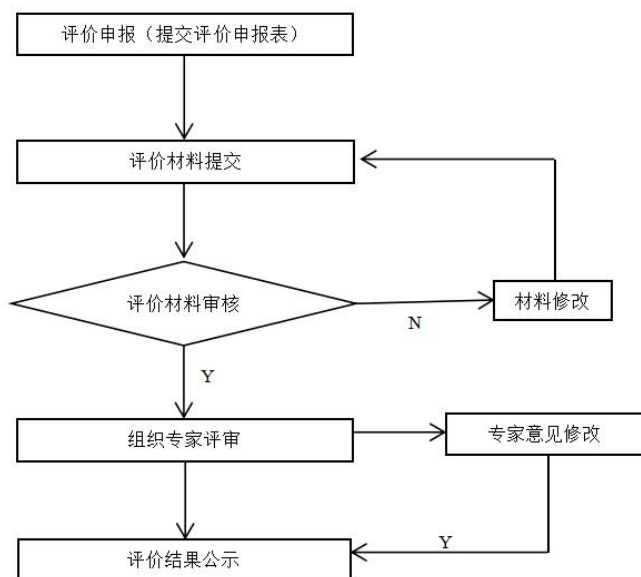 评价申报（提交评价申报表）
评价材料提交
评价材料审核
N
材料修改
Y
组织专家评审
专家意见修改
Y
评价结果公示